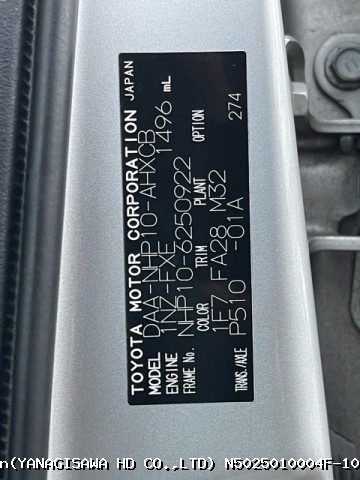 TOYOTA MOTOR CORPORATION JAPAN
MODEL DAA-NHP10-AHXCB
ENGINE 1NZ-FXE 1496 mL
FRAME No. NHP10-6250922
COLOR TRIM PLANT OPTION
1F7 FA28 M32 274
TRANS./AXLE P510 -01A
n(YANAGISAWA HD CO.,LTD) N5025010004F-10